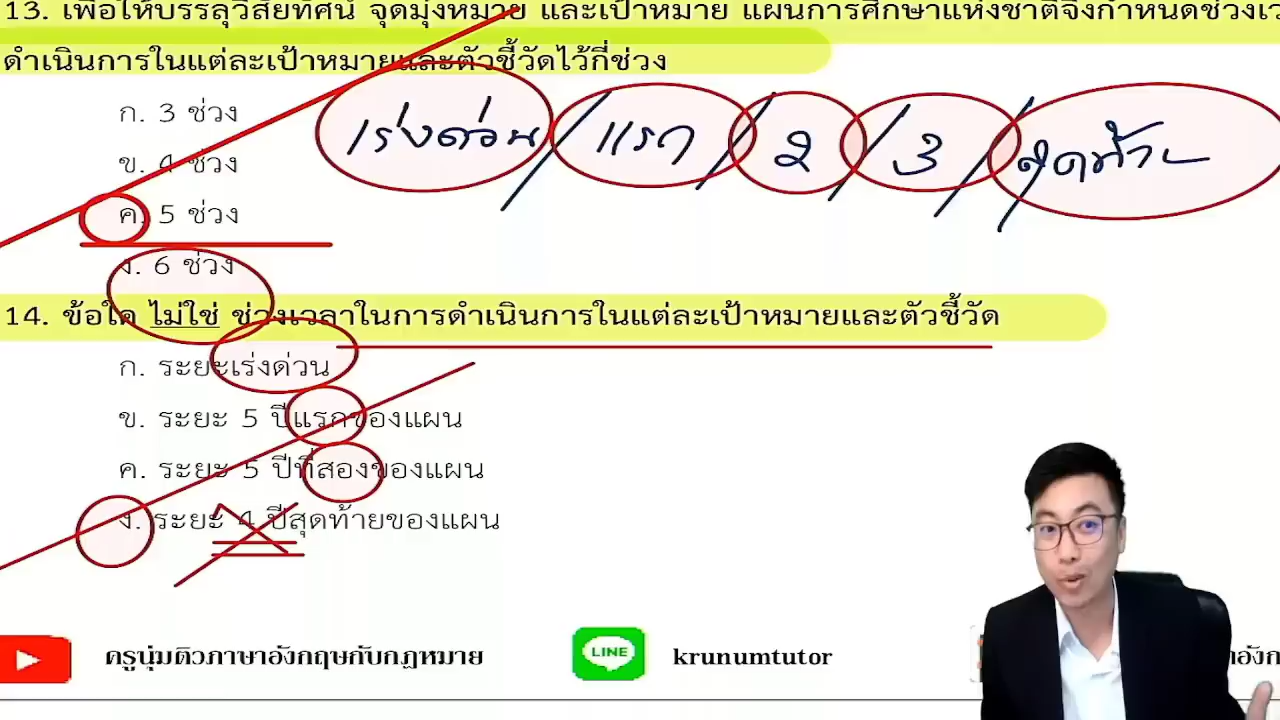 13. เพื่อให้บรรลุวิสัยทัศน์ จุดมุ่งหมาย และเป้าหมาย แผนการศึกษาแห่งชาติจึงกำหนดช่วงเว
ดำเนินการในแต่ละเป้าหมายและตัวชี้วัดไว้กี่ช่วง
ก. 3 ช่วง
ข. 4 ช่วง
ค. 5 ช่วง
ง. 6 ช่วง
เร่งด่วน / แรก / 2 / 3 / สุดท้าย
14. ข้อใด ไม่ใช่ ช่วงเวลาในการดำเนินการในแต่ละเป้าหมายและตัวชี้วัด
ก. ระยะเร่งด่วน
ข. ระยะ 5 ปีแรกของแผน
ค. ระยะ 5 ปีที่สองของแผน
ง. ระยะ 4 ปีสุดท้ายของแผน
ครูนุ่มติวภาษาอังกฤษกับกฎหมาย LINE krunumtutor